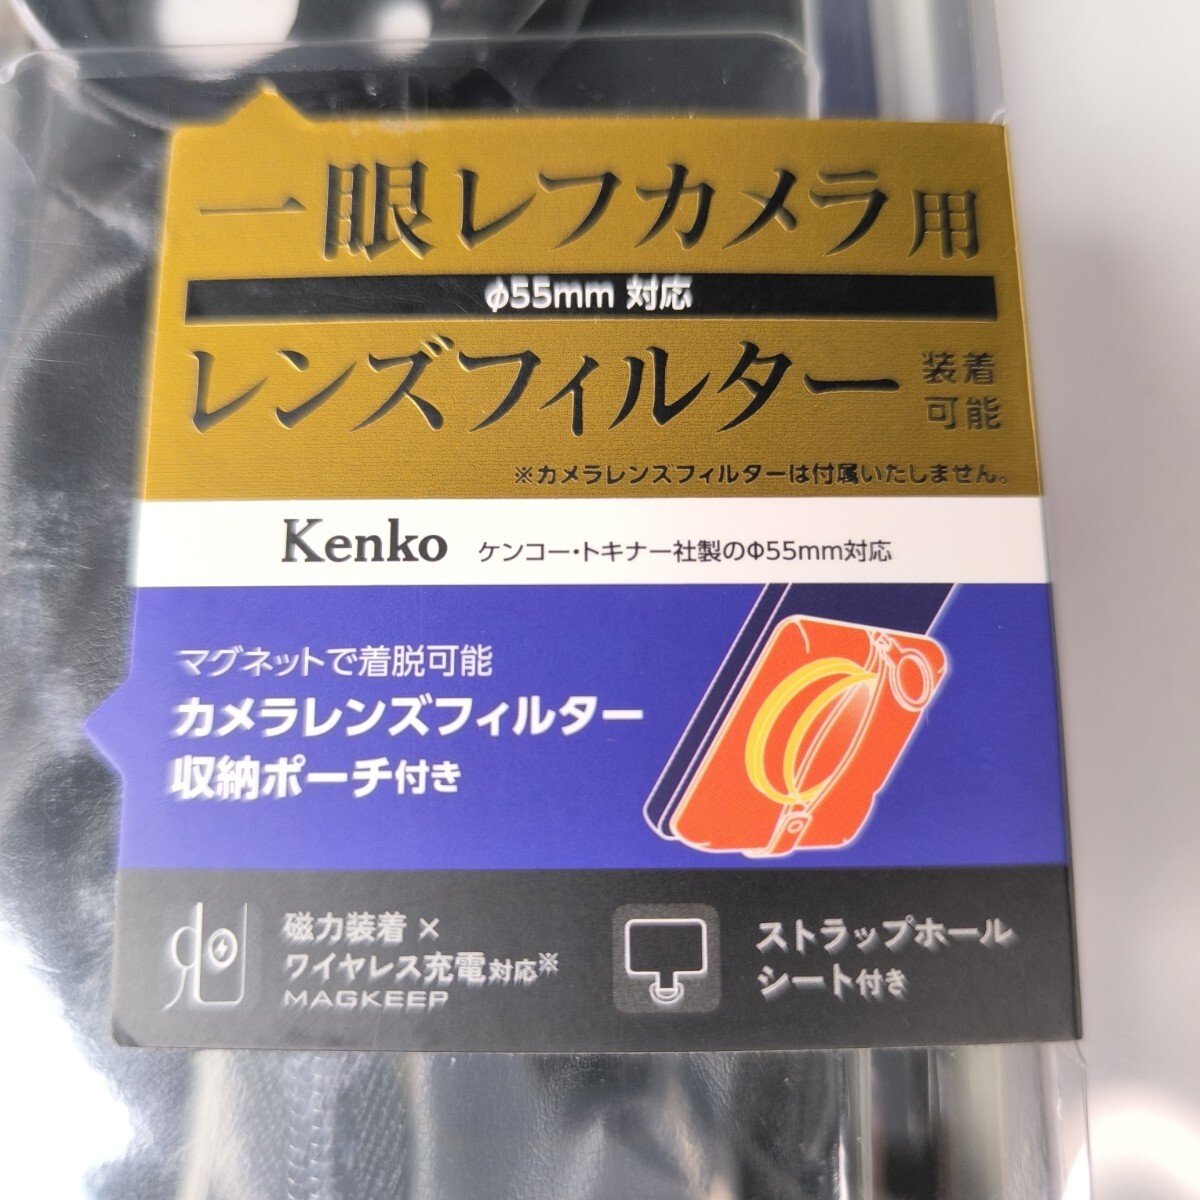 一眼レフカメラ用
φ55mm 対応
レンズフィルター装着可能
※カメラレンズフィルターは付属いたしません。
Kenko ケンコー・トキナー社製のΦ55mm対応
マグネットで着脱可能
カメラレンズフィルター
収納ポーチ付き
磁力装着×
ワイヤレス充電対応※
MAGKEEP
ストラップホール
シート付き